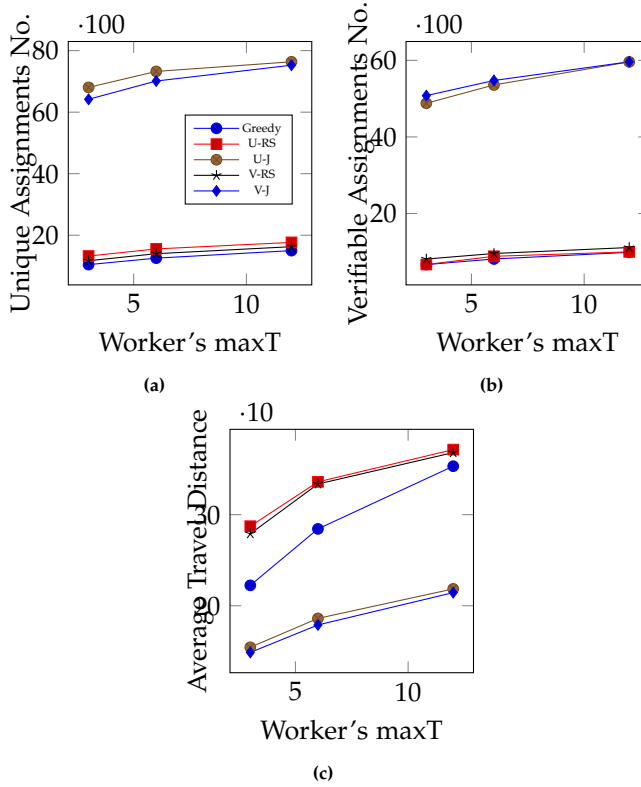 ·100
Unique Assignments No.
80
60
40
20
5
10
Greedy
U-RS
U-J
V-RS
V-J
Worker's maxT
(a)
·100
Verifiable Assignments No.
60
40
20
5
10
Worker's maxT
(b)
·10
Average Travel Distance
30
20
5
10
Worker's maxT
(c)